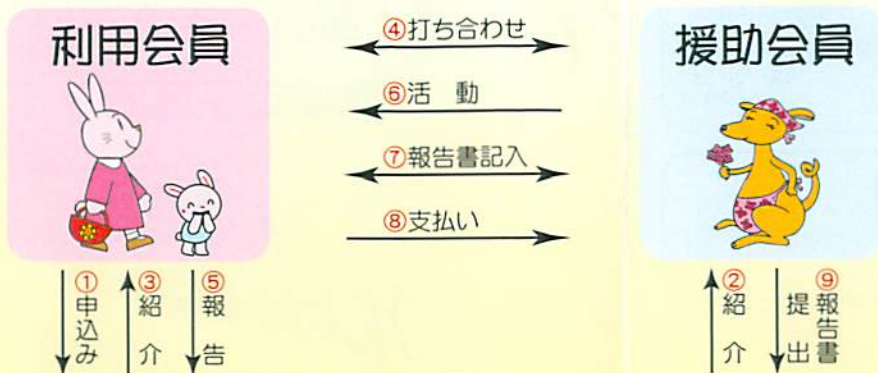 利用会員
援助会員
④打ち合わせ
⑥活 動
⑦報告書記入
⑧支払い
①申込み
③紹 介
⑤報 告
②紹 介
⑨報告書
提 出